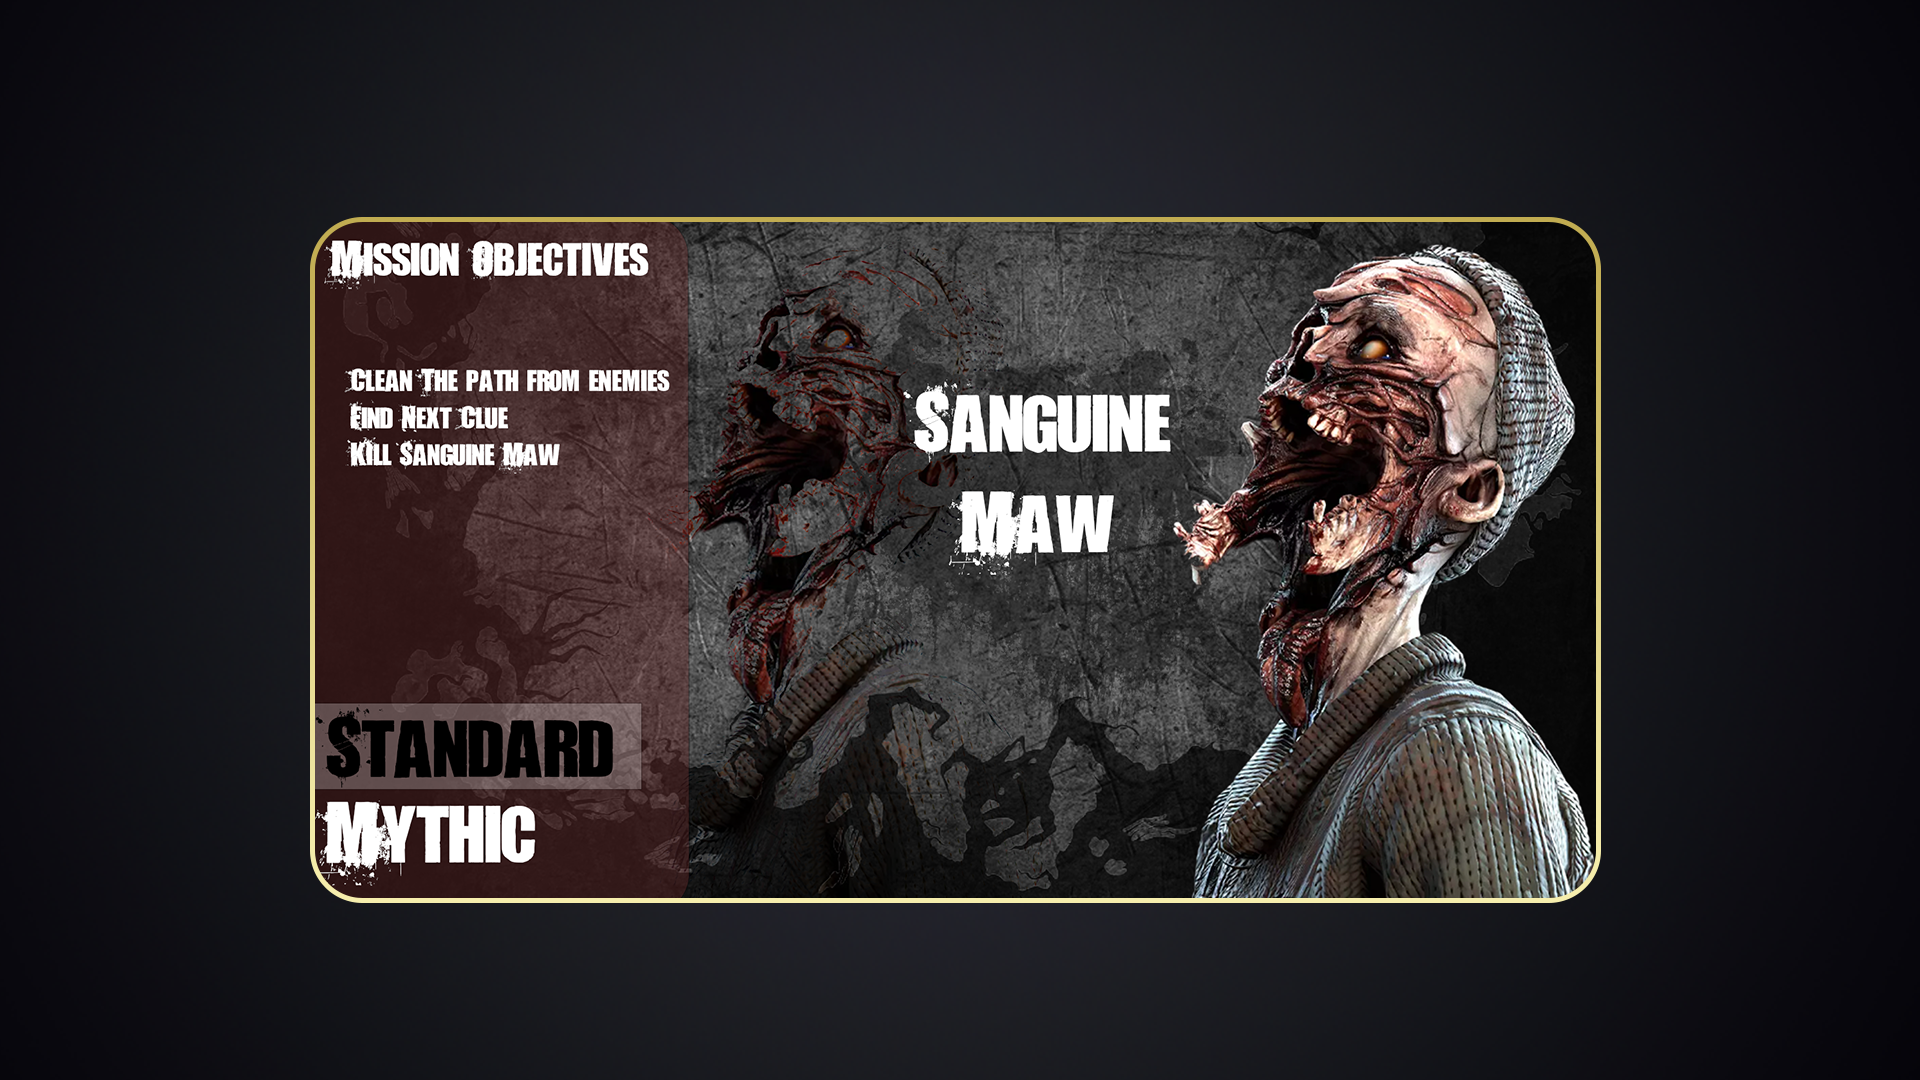 Mission Objectives
Clean The path from enemies
Find Next Clue
Kill Sanguine Maw
Standard
Mythic
Sanguine
Maw